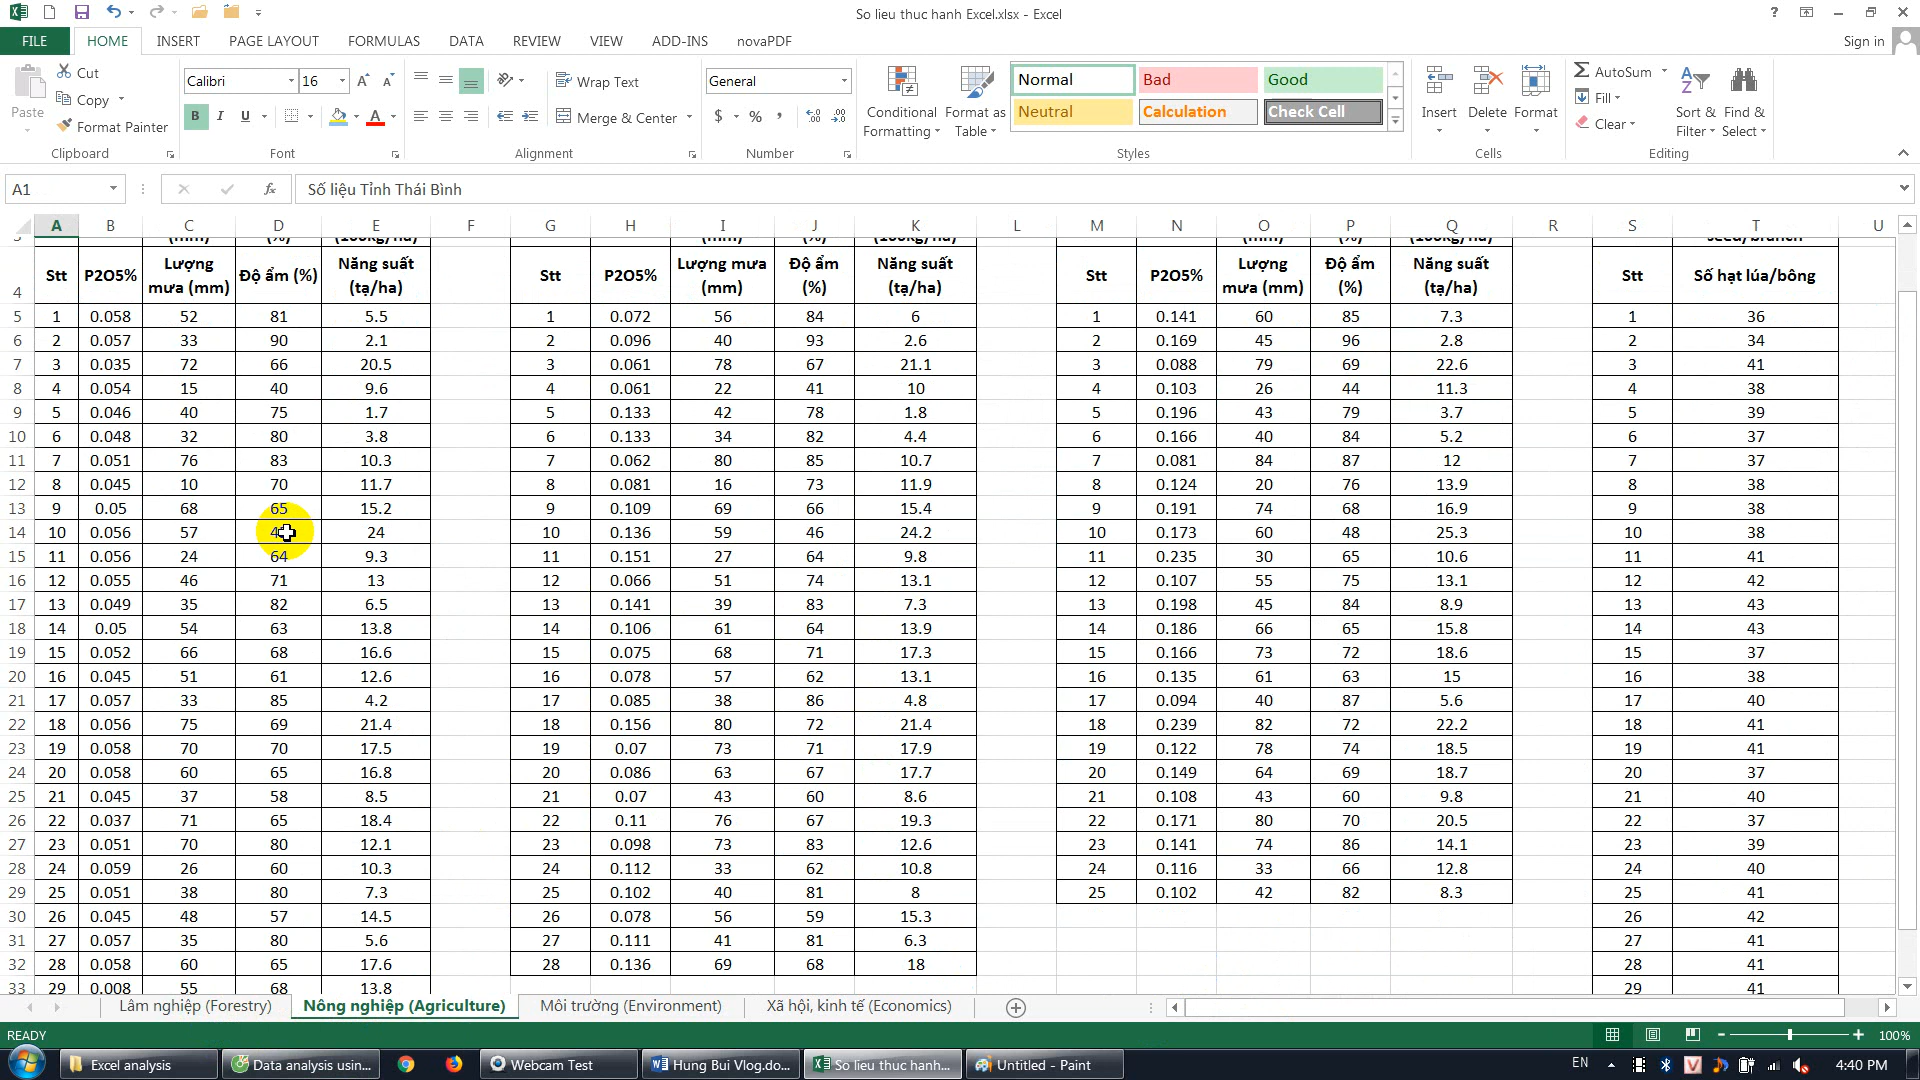 So lieu thuc hanh Excel.xlsx - Excel
FILE HOME INSERT PAGE LAYOUT FORMULAS DATA REVIEW VIEW ADD-INS novaPDF Sign in
Paste Cut Copy Format Painter Clipboard
Calibri 16 B I U A Font
Wrap Text Merge & Center Alignment
General $ % , Number
Conditional Formatting Format as Table Normal Bad Good Neutral Calculation Check Cell Styles
Insert Delete Format Cells
AutoSum Fill Clear Sort & Filter Find & Select Editing
A1 fx Số liệu Tỉnh Thái Bình
A B C D E F G H I J K L M N O P Q R S T U
4 Stt P2O5% Lượng mưa (mm) Độ ẩm (%) Năng suất (tạ/ha) Stt P2O5% Lượng mưa (mm) Độ ẩm (%) Năng suất (tạ/ha) Stt P2O5% Lượng mưa (mm) Độ ẩm (%) Năng suất (tạ/ha) Stt Số hạt lúa/bông
5 1 0.058 52 81 5.5 1 0.072 56 84 6 1 0.141 60 85 7.3 1 36
6 2 0.057 33 90 2.1 2 0.096 40 93 2.6 2 0.169 45 96 2.8 2 34
7 3 0.035 72 66 20.5 3 0.061 78 67 21.1 3 0.088 79 69 22.6 3 41
8 4 0.054 15 40 9.6 4 0.061 22 41 10 4 0.103 26 44 11.3 4 38
9 5 0.046 40 75 1.7 5 0.133 42 78 1.8 5 0.196 43 79 3.7 5 39
10 6 0.048 32 80 3.8 6 0.133 34 82 4.4 6 0.166 40 84 5.2 6 37
11 7 0.051 76 83 10.3 7 0.062 80 85 10.7 7 0.081 84 87 12 7 37
12 8 0.045 10 70 11.7 8 0.081 16 73 11.9 8 0.124 20 76 13.9 8 38
13 9 0.05 68 65 15.2 9 0.109 69 66 15.4 9 0.191 74 68 16.9 9 38
14 10 0.056 57 24 10 0.136 59 46 24.2 10 0.173 60 48 25.3 10 38
15 11 0.056 24 64 9.3 11 0.151 27 64 9.8 11 0.235 30 65 10.6 11 41
16 12 0.055 46 71 13 12 0.066 51 74 13.1 12 0.107 55 75 13.1 12 42
17 13 0.049 35 82 6.5 13 0.141 39 83 7.3 13 0.198 45 84 8.9 13 43
18 14 0.05 54 63 13.8 14 0.106 61 64 13.9 14 0.186 66 65 15.8 14 43
19 15 0.052 66 68 16.6 15 0.075 68 71 17.3 15 0.166 73 72 18.6 15 37
20 16 0.045 51 61 12.6 16 0.078 57 62 13.1 16 0.135 61 63 15 16 38
21 17 0.057 33 85 4.2 17 0.085 38 86 4.8 17 0.094 40 87 5.6 17 40
22 18 0.056 75 69 21.4 18 0.156 80 72 21.4 18 0.239 82 72 22.2 18 41
23 19 0.058 70 70 17.5 19 0.07 73 71 17.9 19 0.122 78 74 18.5 19 41
24 20 0.058 60 65 16.8 20 0.086 63 67 17.7 20 0.149 64 69 18.7 20 37
25 21 0.045 37 58 8.5 21 0.07 43 60 8.6 21 0.108 43 60 9.8 21 40
26 22 0.037 71 65 18.4 22 0.11 76 67 19.3 22 0.171 80 70 20.5 22 37
27 23 0.051 70 80 12.1 23 0.098 73 83 12.6 23 0.141 74 86 14.1 23 39
28 24 0.059 26 60 10.3 24 0.112 33 62 10.8 24 0.116 33 66 12.8 24 40
29 25 0.051 38 80 7.3 25 0.102 40 81 8 25 0.102 42 82 8.3 25 41
30 26 0.045 48 57 14.5 26 0.078 56 59 15.3 26 42
31 27 0.057 35 80 5.6 27 0.111 41 81 6.3 27 41
32 28 0.058 60 65 17.6 28 0.136 69 68 18 28 41
33 29 0.008 55 68 13.8 29 41
Lâm nghiệp (Forestry) Nông nghiệp (Agriculture) Môi trường (Environment) Xã hội, kinh tế (Economics)
READY 100%
Excel analysis Data analysis usin... Webcam Test Hung Bui Vlog.do... So lieu thuc hanh... Untitled - Paint EN 4:40 PM